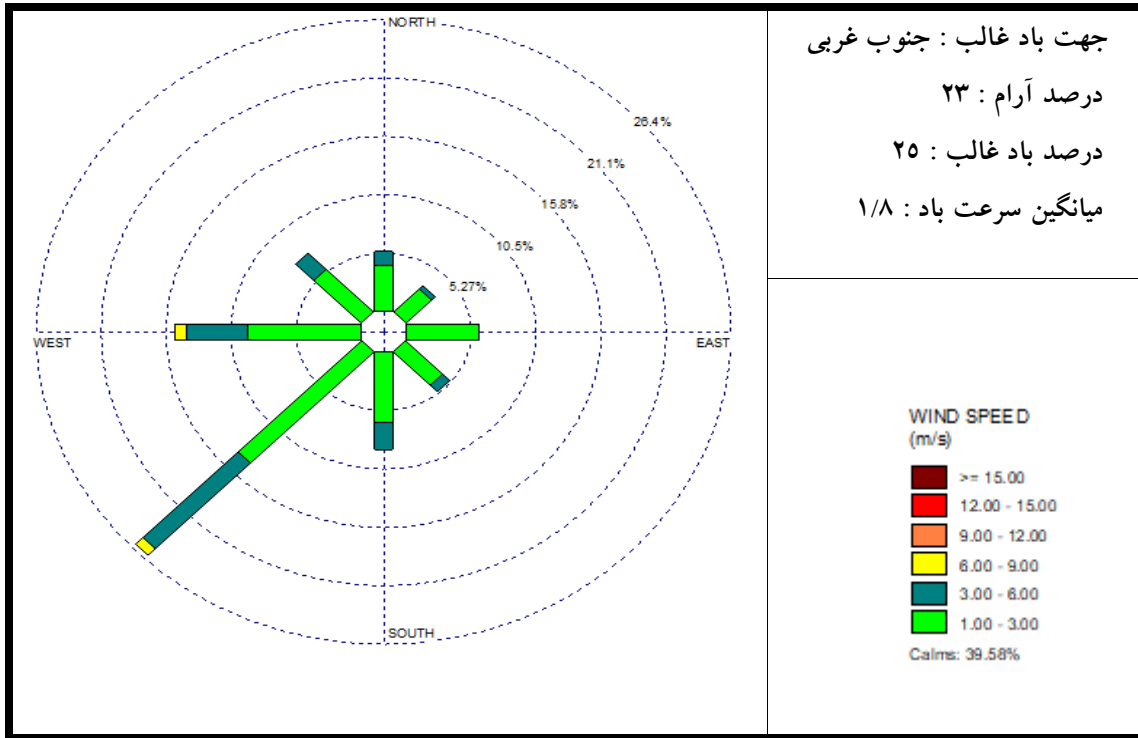 NORTH
26.4%
21.1%
15.8%
10.5%
5.27%
WEST
EAST
SOUTH
جهت باد غالب : جنوب غربی
درصد آرام : ۲۳
درصد باد غالب : ۲۵
میانگین سرعت باد : ۱/۸
WIND SPEED
(m/s)
>= 15.00
12.00 - 15.00
9.00 - 12.00
6.00 - 9.00
3.00 - 6.00
1.00 - 3.00
Calms: 39.58%